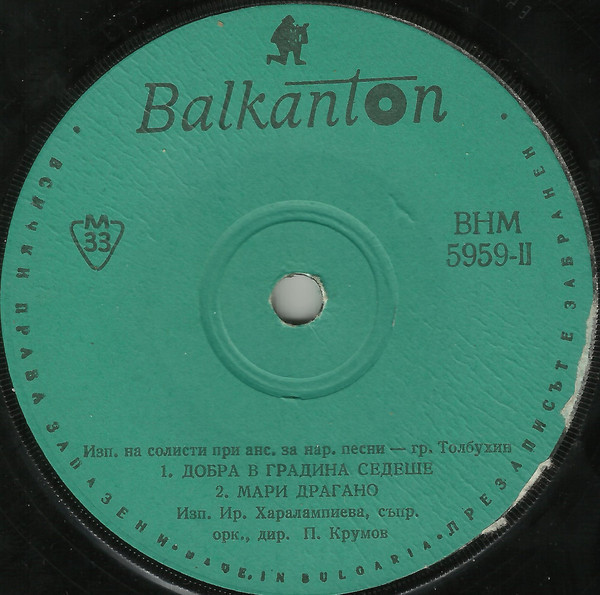 Balkanton
M
33
ВНМ
5959-II
Изп. на солисти при анс. за нар. песни — гр. Толбухин
1. ДОБРА В ГРАДИНА СЕДЕШЕ
2. МАРИ ДРАГАНО
Изп. Ир. Харалампиева, съпр.
орк., дир. П. Крумов
• ВСИЧКИ ПРАВА ЗАПАЗЕНИ • MADE IN BULGARIA • ПРЕЗАПИСЪТ Е ЗАБРАНЕН •